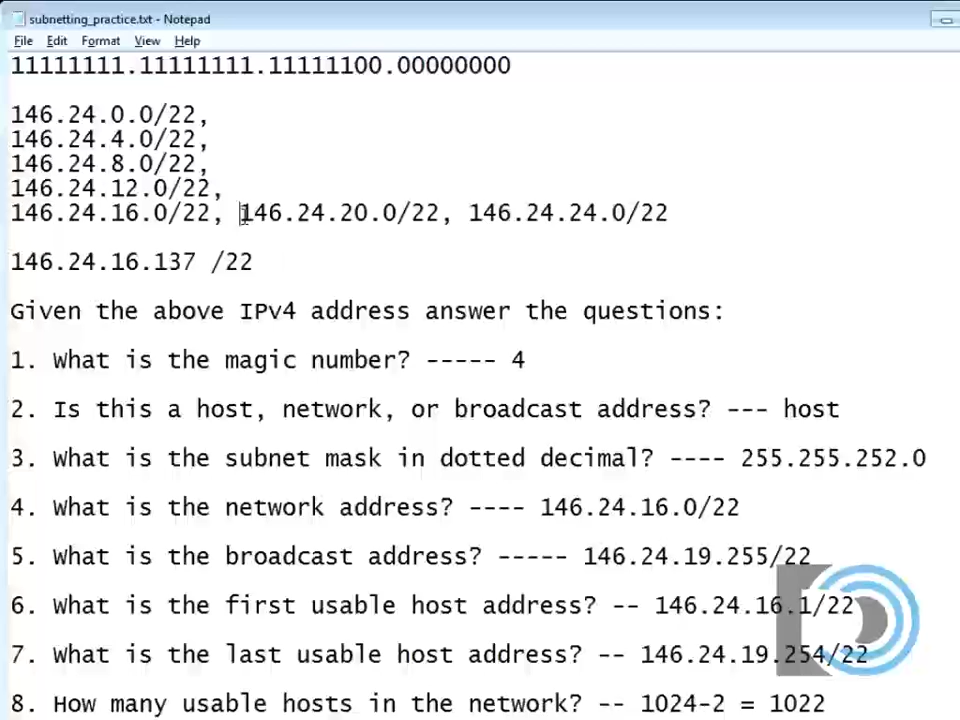 subnetting_practice.txt - Notepad
File Edit Format View Help
11111111.11111111.11111100.00000000
146.24.0.0/22,
146.24.4.0/22,
146.24.8.0/22,
146.24.12.0/22,
146.24.16.0/22, 146.24.20.0/22, 146.24.24.0/22
146.24.16.137 /22
Given the above IPv4 address answer the questions:
1. What is the magic number? ----- 4
2. Is this a host, network, or broadcast address? --- host
3. What is the subnet mask in dotted decimal? ---- 255.255.252.0
4. What is the network address? ---- 146.24.16.0/22
5. What is the broadcast address? ----- 146.24.19.255/22
6. What is the first usable host address? -- 146.24.16.1/22
7. What is the last usable host address? -- 146.24.19.254/22
8. How many usable hosts in the network? -- 1024-2 = 1022